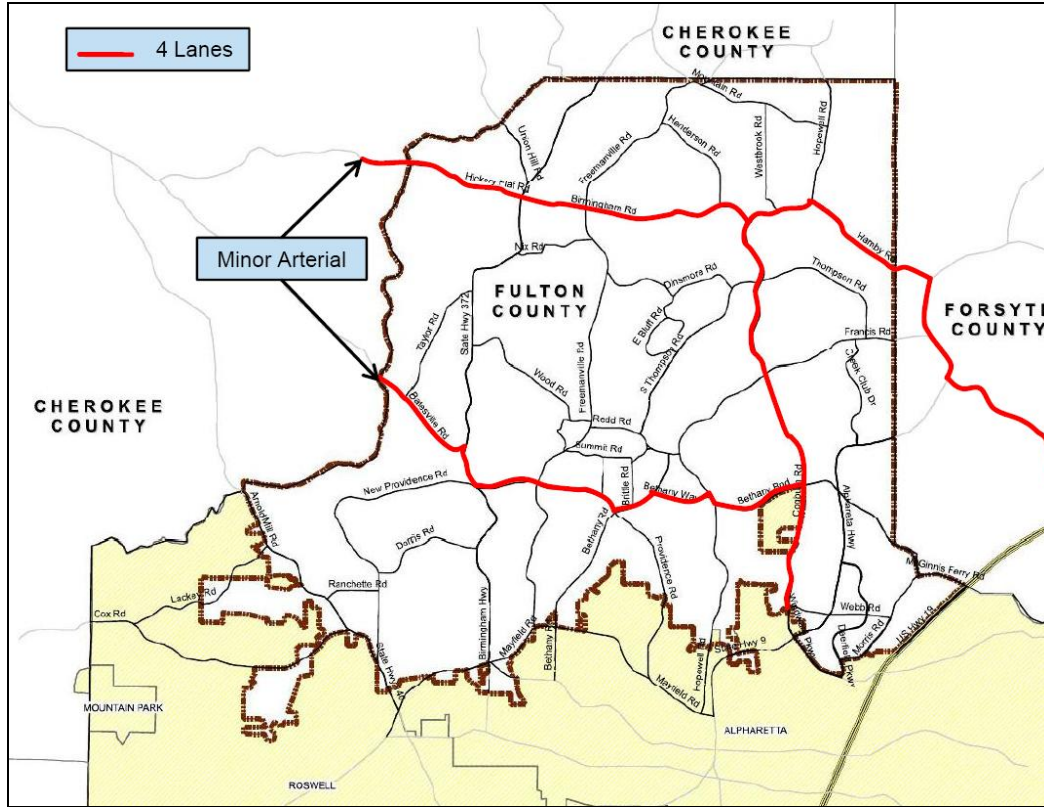 4 Lanes
CHEROKEE
COUNTY
Mountain Rd
Union Hill Rd
Freemanville Rd
Henderson Rd
Westbrook Rd
Hopewell Rd
Hickory Flat Rd
Birmingham Rd
Hamby Rd
Minor Arterial
Nix Rd
Dinsmore Rd
Thompson Rd
FULTON
COUNTY
FORSYTH
COUNTY
Taylor Rd
State Hwy 372
E Bluff Rd
S Thompson Rd
Francis Rd
Creek Club Dr
Freemanville Rd
Wood Rd
Batesville Rd
CHEROKEE
COUNTY
Redd Rd
Summit Rd
Brittle Rd
New Providence Rd
Bethany Way
Bethany Bnd
Cogburn Rd
Alpharetta Hwy
Arnold Mill Rd
Dorris Rd
Bethany Rd
Providence Rd
McGinnis Ferry Rd
Ranchette Rd
Lackey Rd
Cox Rd
Webb Rd
Birmingham Hwy
Mayfield Rd
Bethany Rd
Hopewell Rd
State Hwy 9
Windward Pkwy
Deerfield Pkwy
Morris Rd
US Hwy 19
State Hwy 140
Mayfield Rd
MOUNTAIN PARK
ALPHARETTA
ROSWELL